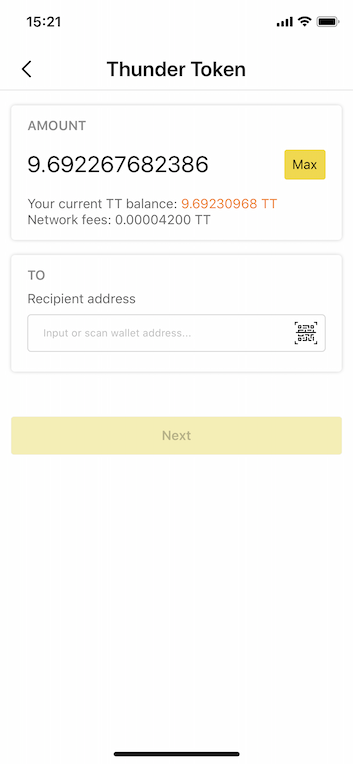 15:21
Thunder Token
AMOUNT
9.692267682386
Max
Your current TT balance: 9.69230968 TT
Network fees: 0.00004200 TT
TO
Recipient address
Input or scan wallet address...
Next